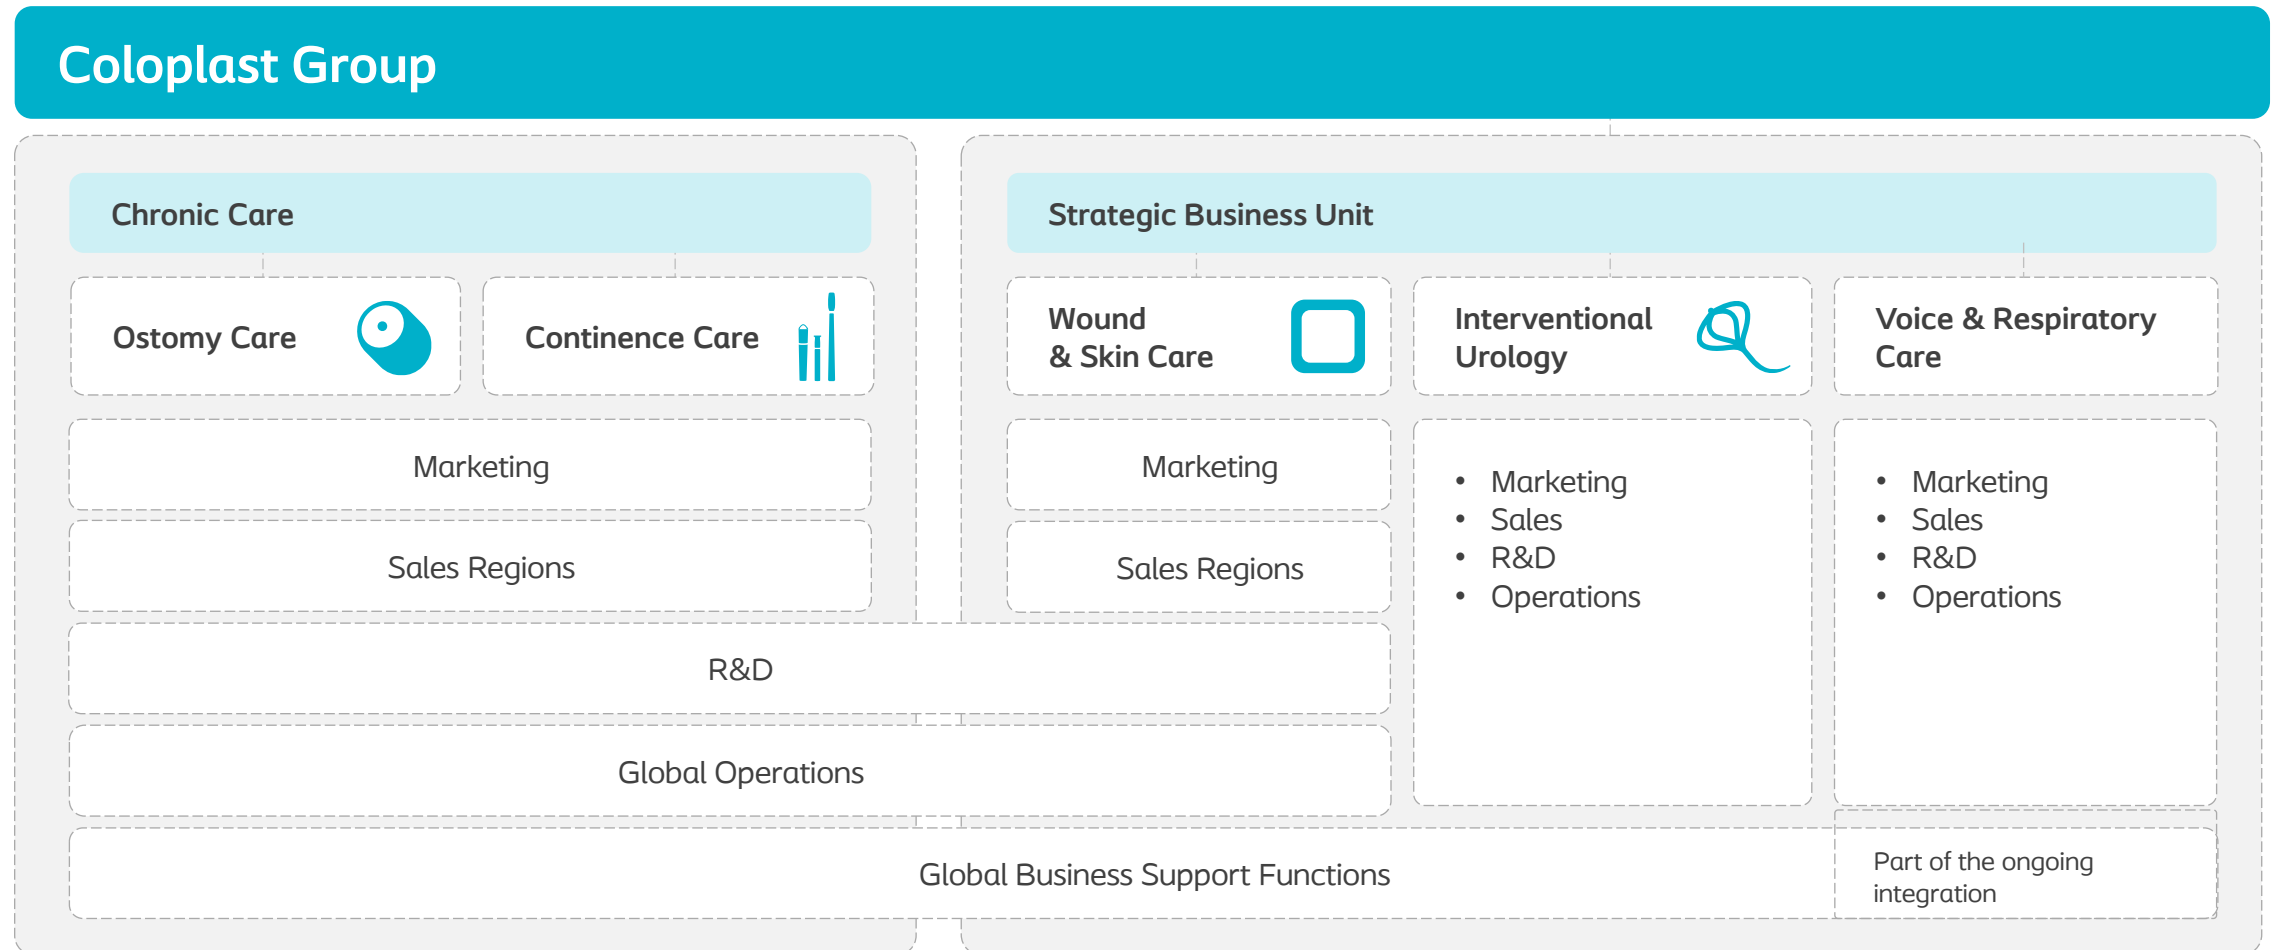 Coloplast Group
Chronic Care
Strategic Business Unit
Ostomy Care
Continence Care
Wound
& Skin Care
Interventional
Urology
Voice & Respiratory
Care
Marketing
Sales Regions
Marketing
Sales Regions
• Marketing
• Sales
• R&D
• Operations
• Marketing
• Sales
• R&D
• Operations
R&D
Global Operations
Global Business Support Functions
Part of the ongoing
integration